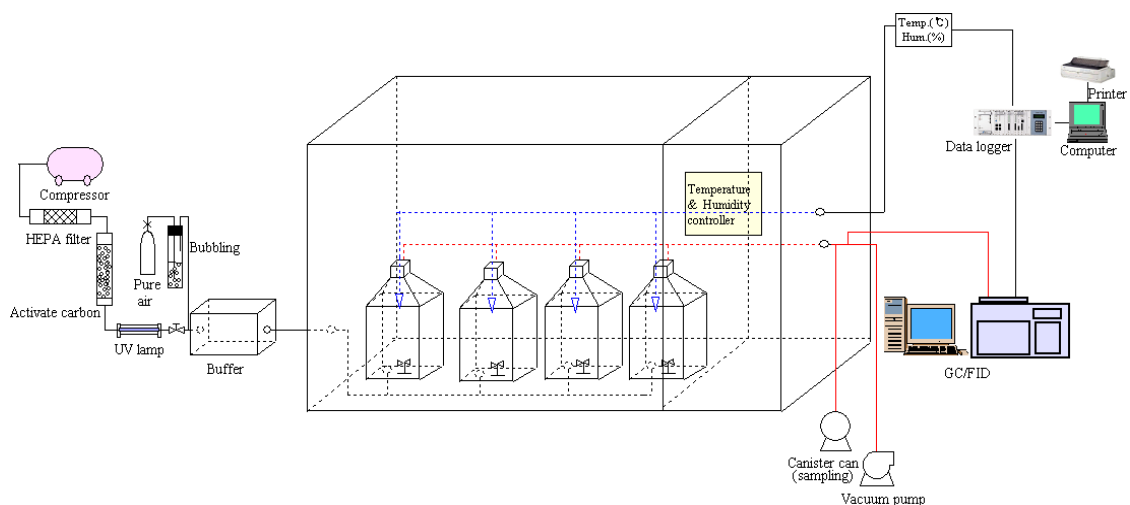 Temp.(℃)
Hum.(%)
Printer
Data logger
Computer
Compressor
HEPA filter
Bubbling
Pure
air
Activate carbon
UV lamp
Buffer
Temperature
& Humidity
controller
GC/FID
Canister can
(sampling)
Vacuum pump